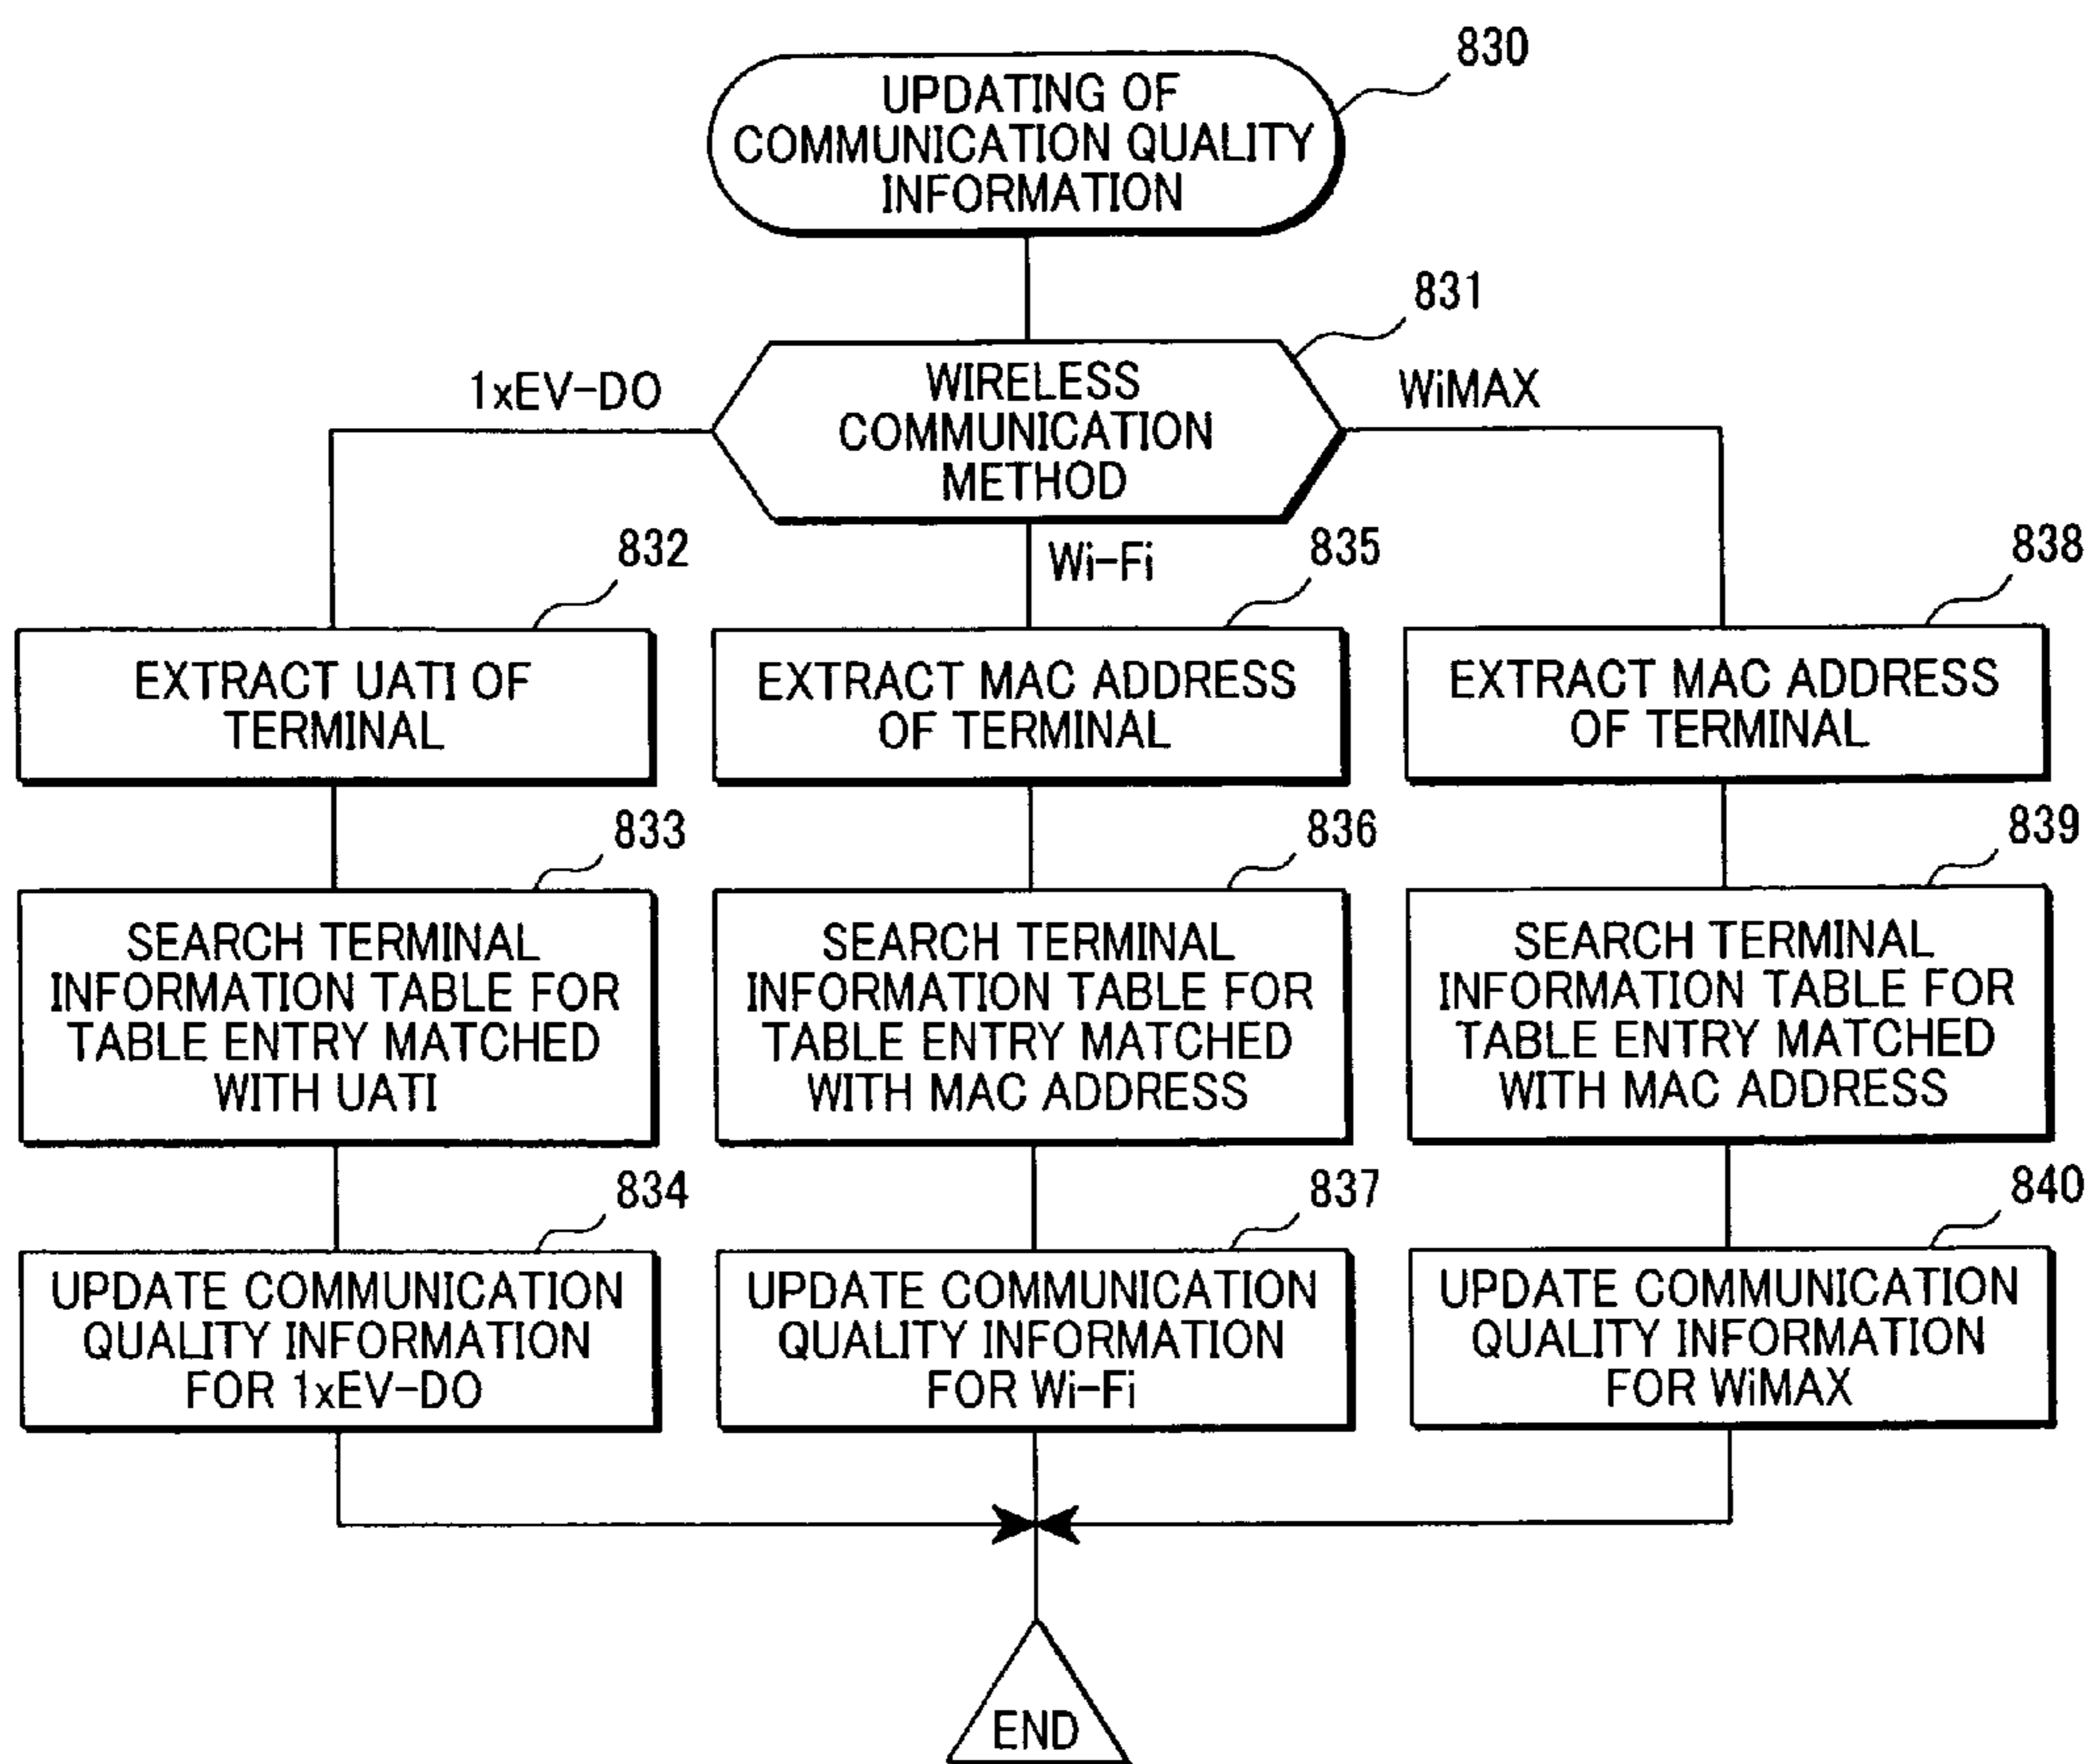 830
UPDATING OF
COMMUNICATION QUALITY
INFORMATION
831
1xEV-DO
WIRELESS
COMMUNICATION
METHOD
WiMAX
Wi-Fi
832
EXTRACT UATI OF
TERMINAL
835
EXTRACT MAC ADDRESS
OF TERMINAL
838
EXTRACT MAC ADDRESS
OF TERMINAL
833
SEARCH TERMINAL
INFORMATION TABLE FOR
TABLE ENTRY MATCHED
WITH UATI
836
SEARCH TERMINAL
INFORMATION TABLE FOR
TABLE ENTRY MATCHED
WITH MAC ADDRESS
839
SEARCH TERMINAL
INFORMATION TABLE FOR
TABLE ENTRY MATCHED
WITH MAC ADDRESS
834
UPDATE COMMUNICATION
QUALITY INFORMATION
FOR 1xEV-DO
837
UPDATE COMMUNICATION
QUALITY INFORMATION
FOR Wi-Fi
840
UPDATE COMMUNICATION
QUALITY INFORMATION
FOR WiMAX
END